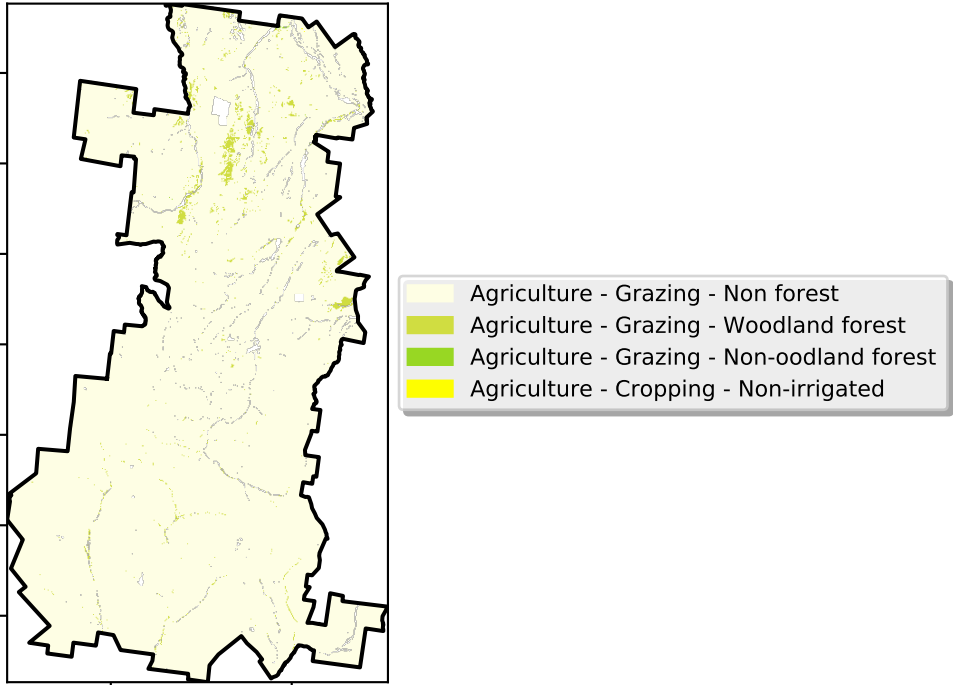 Agriculture - Grazing - Non forest
Agriculture - Grazing - Woodland forest
Agriculture - Grazing - Non-oodland forest
Agriculture - Cropping - Non-irrigated